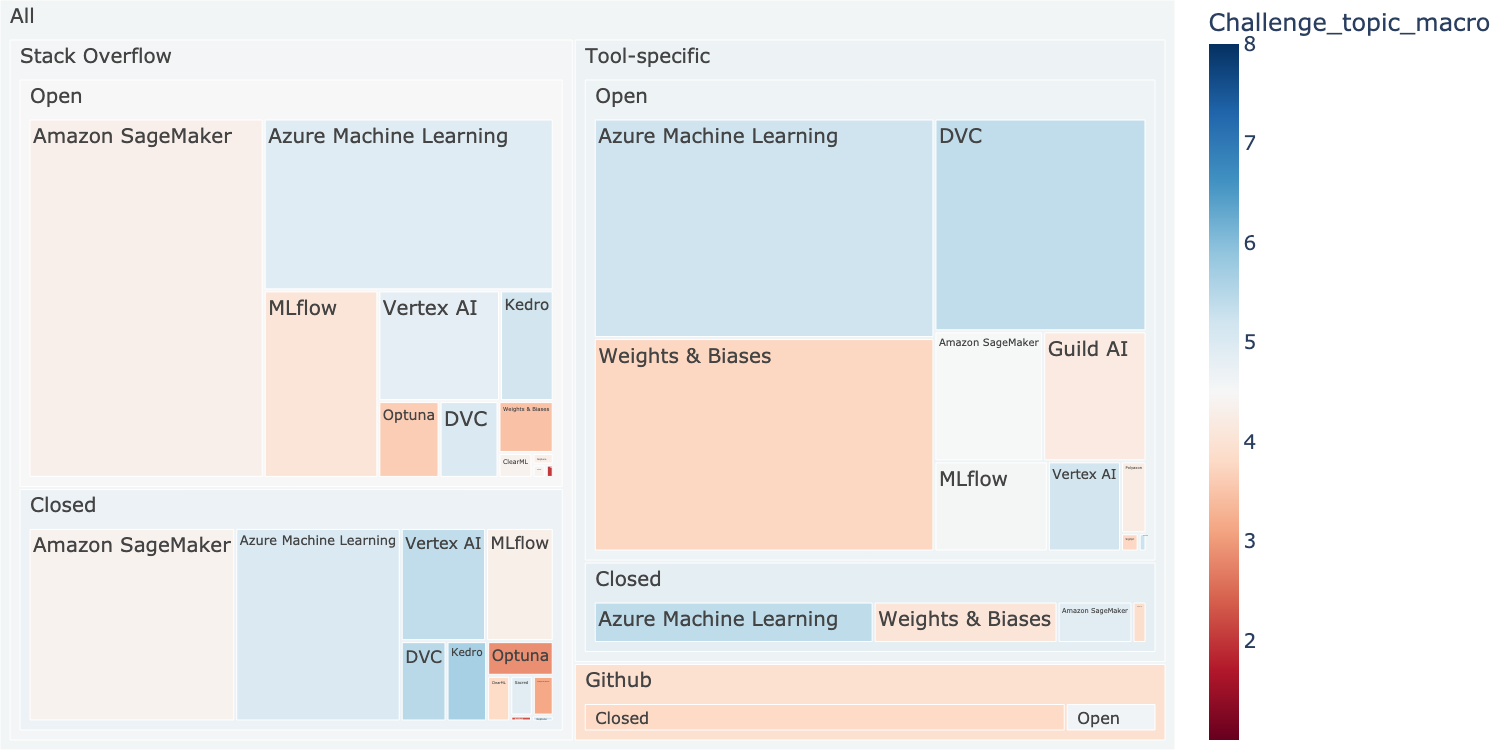 All
Stack Overflow
Open
Amazon SageMaker
Azure Machine Learning
MLflow
Vertex AI
Kedro
Optuna
DVC
Weights & Biases
ClearML
Closed
Amazon SageMaker
Azure Machine Learning
Vertex AI
MLflow
DVC
Kedro
Optuna
ClearML
Sacred
Tool-specific
Open
Azure Machine Learning
DVC
Weights & Biases
Amazon SageMaker
Guild AI
MLflow
Vertex AI
Polyaxon
Closed
Azure Machine Learning
Weights & Biases
Amazon SageMaker
Github
Closed
Open
Challenge_topic_macro
8
7
6
5
4
3
2